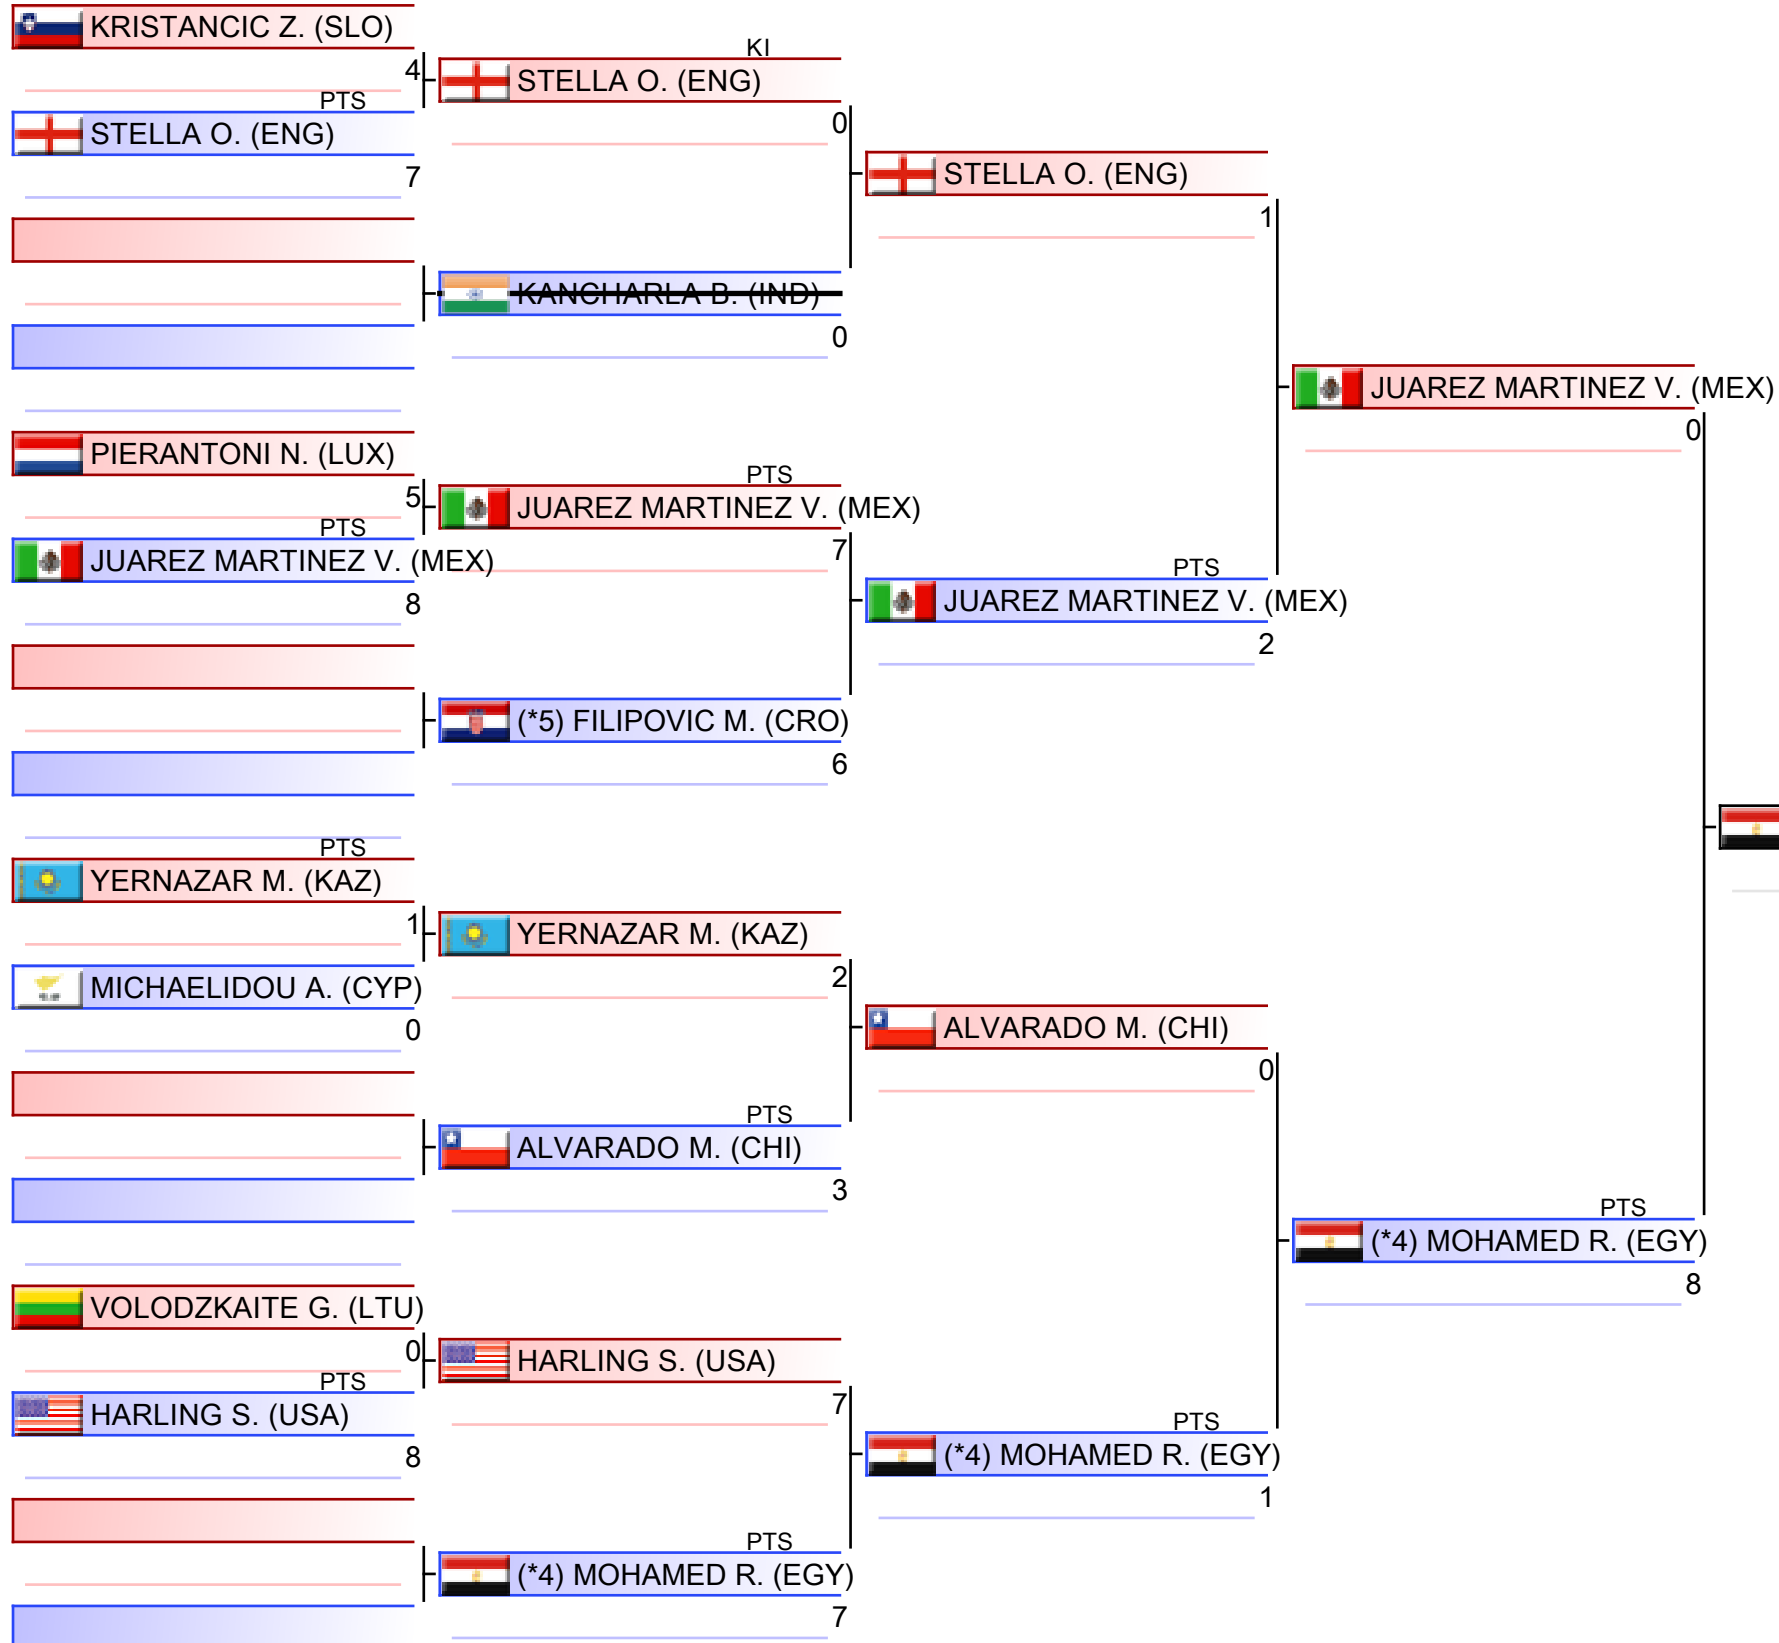 KRISTANCIC Z. (SLO)
4
PTS
STELLA O. (ENG)
7
KI
STELLA O. (ENG)
0
KANCHARLA B. (IND)
0
STELLA O. (ENG)
1
PIERANTONI N. (LUX)
5
PTS
JUAREZ MARTINEZ V. (MEX)
8
PTS
JUAREZ MARTINEZ V. (MEX)
7
(*5) FILIPOVIC M. (CRO)
6
PTS
JUAREZ MARTINEZ V. (MEX)
2
JUAREZ MARTINEZ V. (MEX)
0
PTS
YERNAZAR M. (KAZ)
1
MICHAELIDOU A. (CYP)
0
YERNAZAR M. (KAZ)
2
PTS
ALVARADO M. (CHI)
3
ALVARADO M. (CHI)
0
VOLODZKAITE G. (LTU)
0
PTS
HARLING S. (USA)
8
HARLING S. (USA)
7
PTS
(*4) MOHAMED R. (EGY)
7
PTS
(*4) MOHAMED R. (EGY)
1
PTS
(*4) MOHAMED R. (EGY)
8